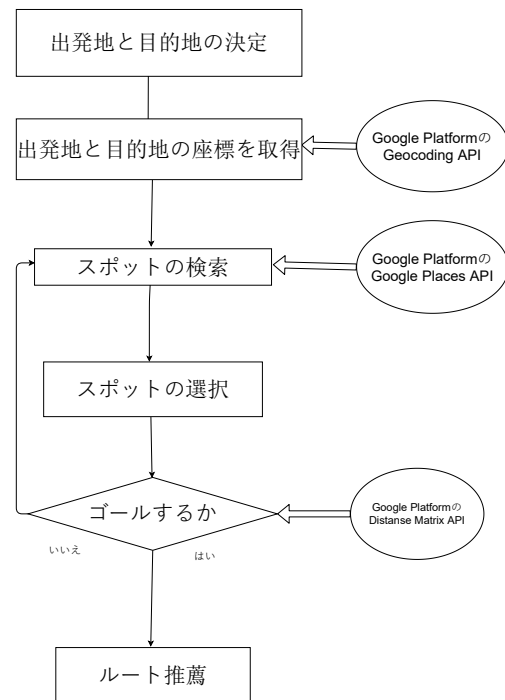 出発地と目的地の決定
出発地と目的地の座標を取得
Google Platformの
Geocoding API
スポットの検索
Google Platformの
Google Places API
スポットの選択
ゴールするか
Google Platformの
Distanse Matrix API
いいえ
はい
ルート推薦